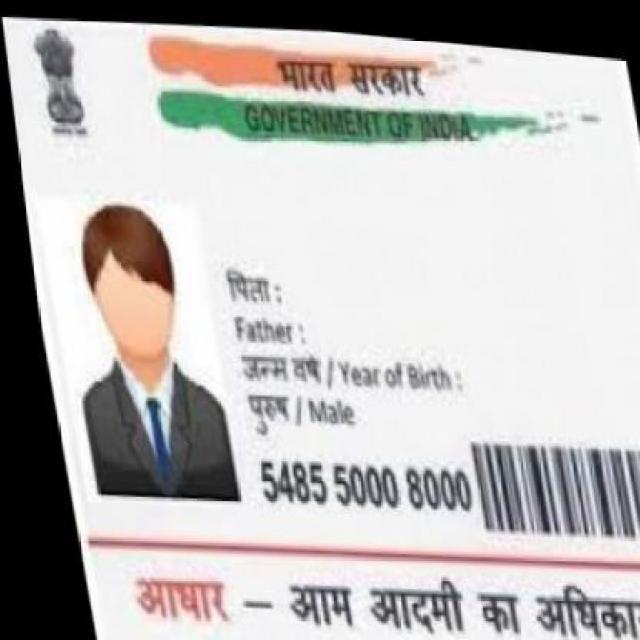 भारत सरकार
GOVERNMENT OF INDIA
पिता :
Father :
जन्म वर्ष / Year of Birth :
पुरुष / Male
5485 5000 8000
आधार – आम आदमी का अधिका